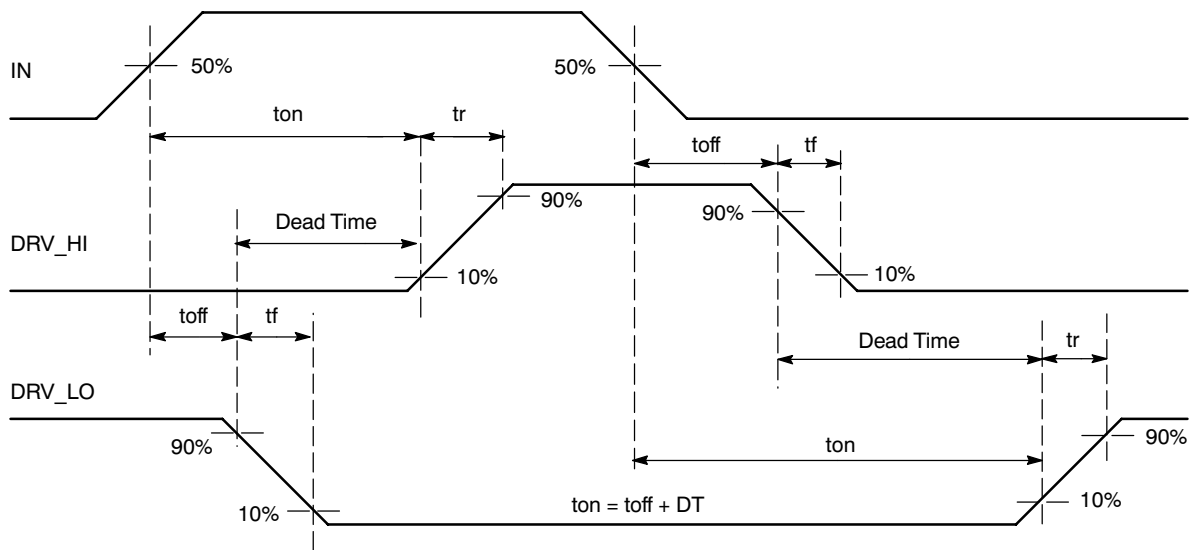 IN
50%
50%
ton
tr
toff
tf
DRV_HI
Dead Time
90%
90%
10%
10%
toff
tf
Dead Time
tr
DRV_LO
90%
90%
ton
10%
ton = toff + DT
10%